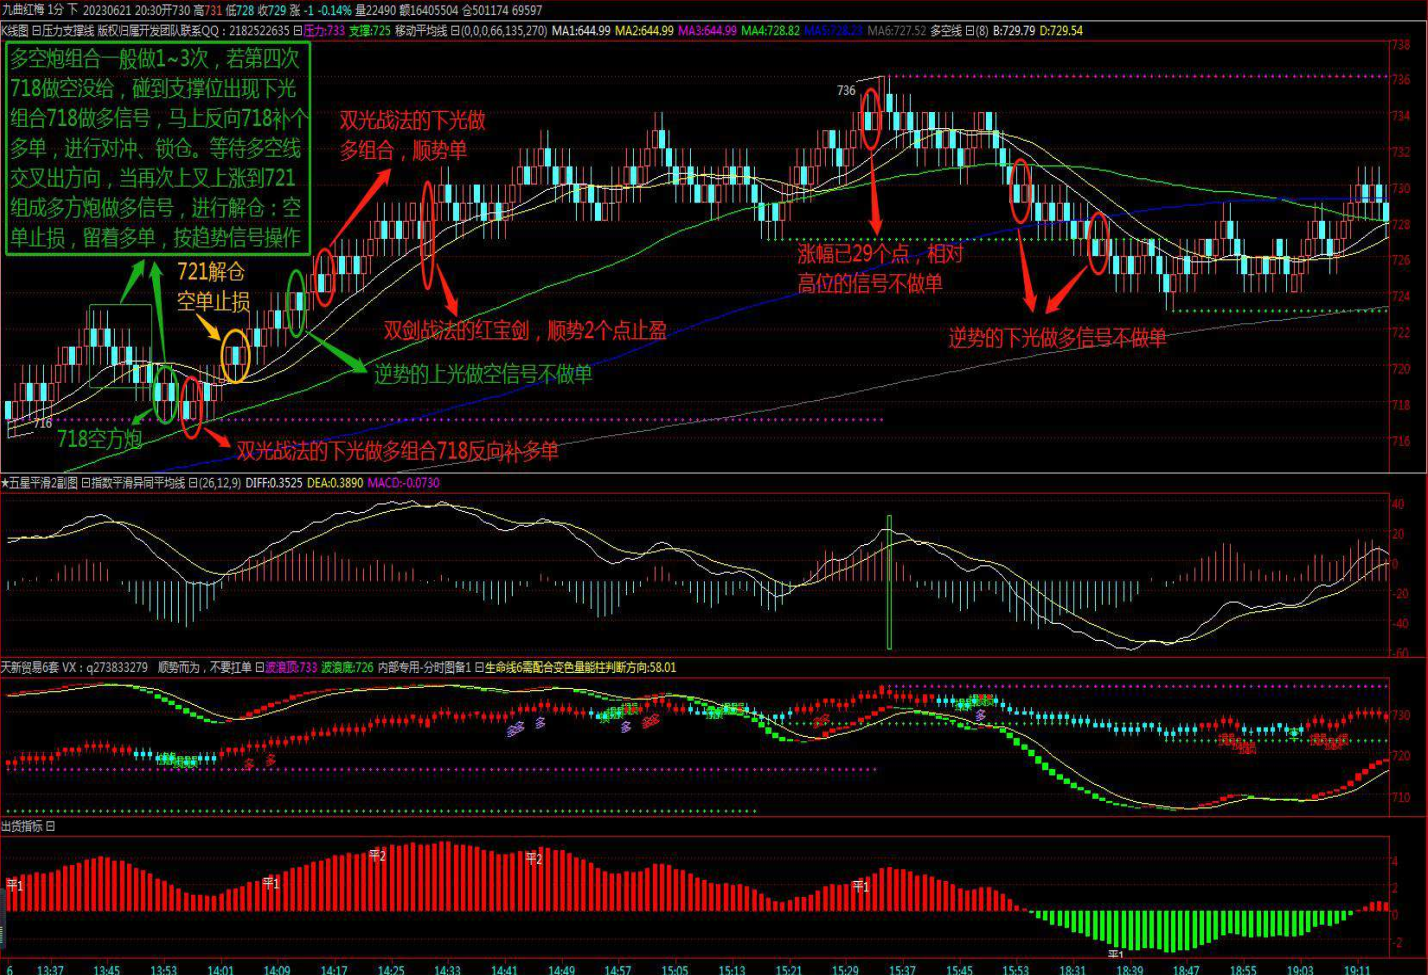 九曲红梅 1分 下 20230621 20:30开730 高731 低728 收729 涨 -1 -0.14% 量22490 额16405504 仓501174 69597
K线图 日压力支撑线 版权归属开发团队联系QQ：2182522635 日压力:733 支撑:725 移动平均线 日(0,0,0,66,135,270) MA1:644.99 MA2:644.99 MA3:644.99 MA4:728.82 MA5:728.23 MA6:727.52 多空线 日(8) B:729.79 D:729.54
多空炮组合一般做1~3次，若第四次
718做空没给，碰到支撑位出现下光
组合718做多信号，马上反向718补个
多单，进行对冲、锁仓。等待多空线
交叉出方向，当再次上叉上涨到721
组成多方炮做多信号，进行解仓：空
单止损，留着多单，按趋势信号操作
双光战法的下光做
多组合，顺势单
721解仓
空单止损
双剑战法的红宝剑，顺势2个点止盈
逆势的上光做空信号不做单
716
718空方炮
双光战法的下光做多组合718反向补多单
736
涨幅已29个点，相对
高位的信号不做单
逆势的下光做多信号不做单
738
736
734
732
730
728
726
724
722
720
718
716
★五星平滑2副图 日指数平滑异同平均线 日(26,12,9) DIFF:0.3525 DEA:0.3890 MACD:-0.0730
40
20
0
-20
-40
-60
天新贸易6套 VX：q273833279 顺势而为，不要扛单 日波浪顶:733 波浪底:726 内部专用-分时图备1 日生命线6需配合变色量能柱判断方向:58.01
多
多
多
多
多
多
730
720
710
出货指标 日
平1
平1
平2
平2
平1
平1
4
2
0
-2
6 13:37 13:45 13:53 14:01 14:09 14:17 14:25 14:33 14:41 14:49 14:57 15:05 15:13 15:21 15:29 15:37 15:45 15:53 18:31 18:39 18:47 18:55 19:03 19:11